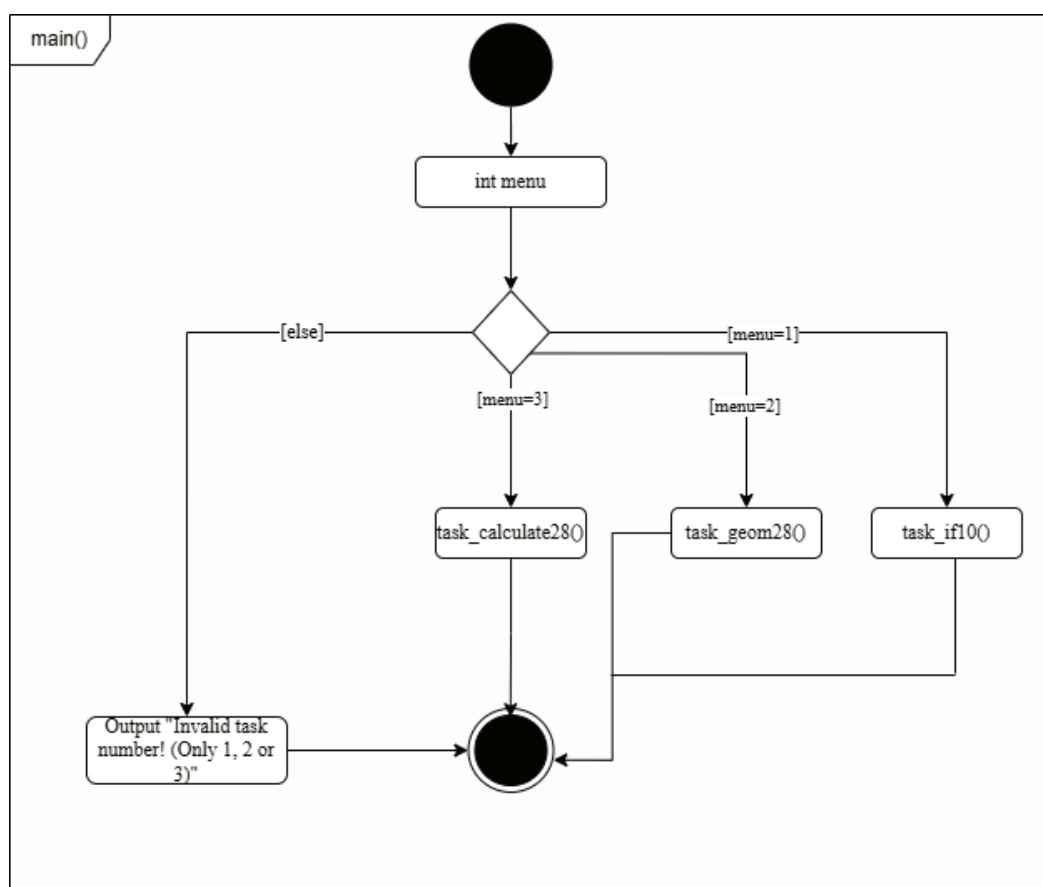 main()
int menu
[else]
[menu=1]
[menu=3]
[menu=2]
task_calculate28()
task_geom28()
task_if10()
Output "Invalid task
number! (Only 1, 2 or
3)"